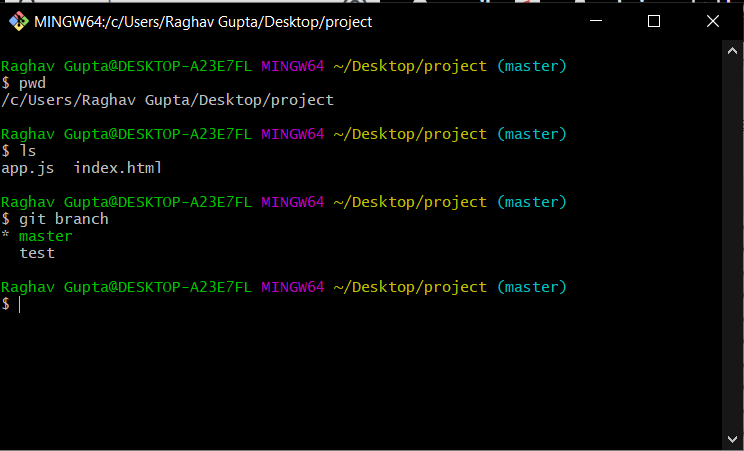 MINGW64:/c/Users/Raghav Gupta/Desktop/project
Raghav Gupta@DESKTOP-A23E7FL MINGW64 ~/Desktop/project (master)
$ pwd
/c/Users/Raghav Gupta/Desktop/project
Raghav Gupta@DESKTOP-A23E7FL MINGW64 ~/Desktop/project (master)
$ ls
app.js  index.html
Raghav Gupta@DESKTOP-A23E7FL MINGW64 ~/Desktop/project (master)
$ git branch
* master
  test
Raghav Gupta@DESKTOP-A23E7FL MINGW64 ~/Desktop/project (master)
$